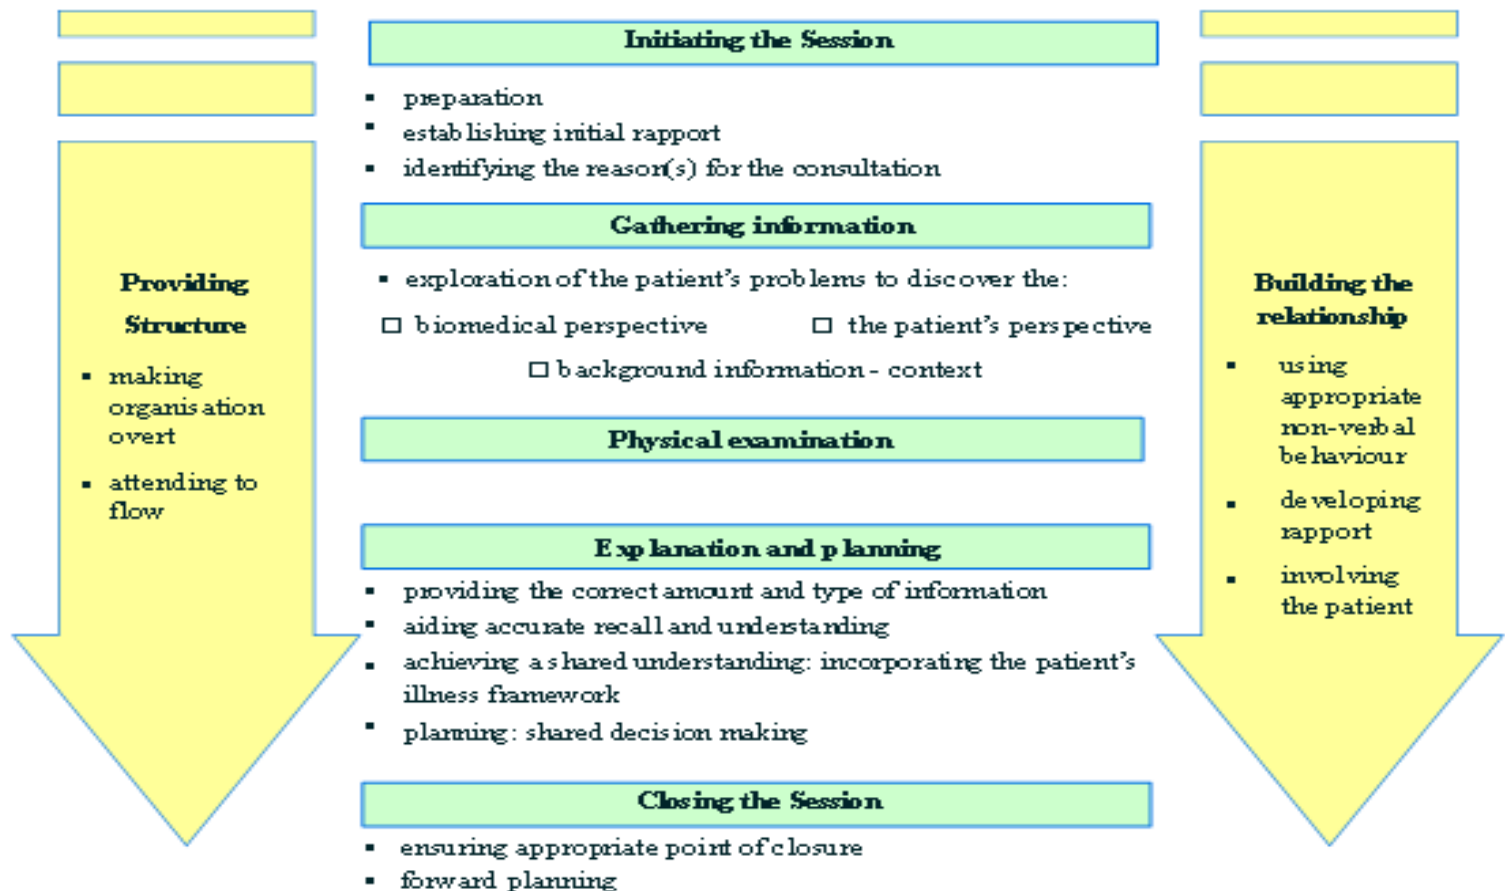 Initiating the Session
preparation
establishing initial rapport
identifying the reason(s) for the consultation
Gathering information
exploration of the patient's problems to discover the:
biomedical perspective
the patient's perspective
background information - context
Physical examination
Explanation and planning
providing the correct amount and type of information
aiding accurate recall and understanding
achieving a shared understanding: incorporating the patient's
illness framework
planning: shared decision making
Closing the Session
ensuring appropriate point of closure
forward planning
Providing
Structure
making
organisation
overt
attending to
flow
Building the
relationship
using
appropriate
non-verbal
behaviour
developing
rapport
involving
the patient